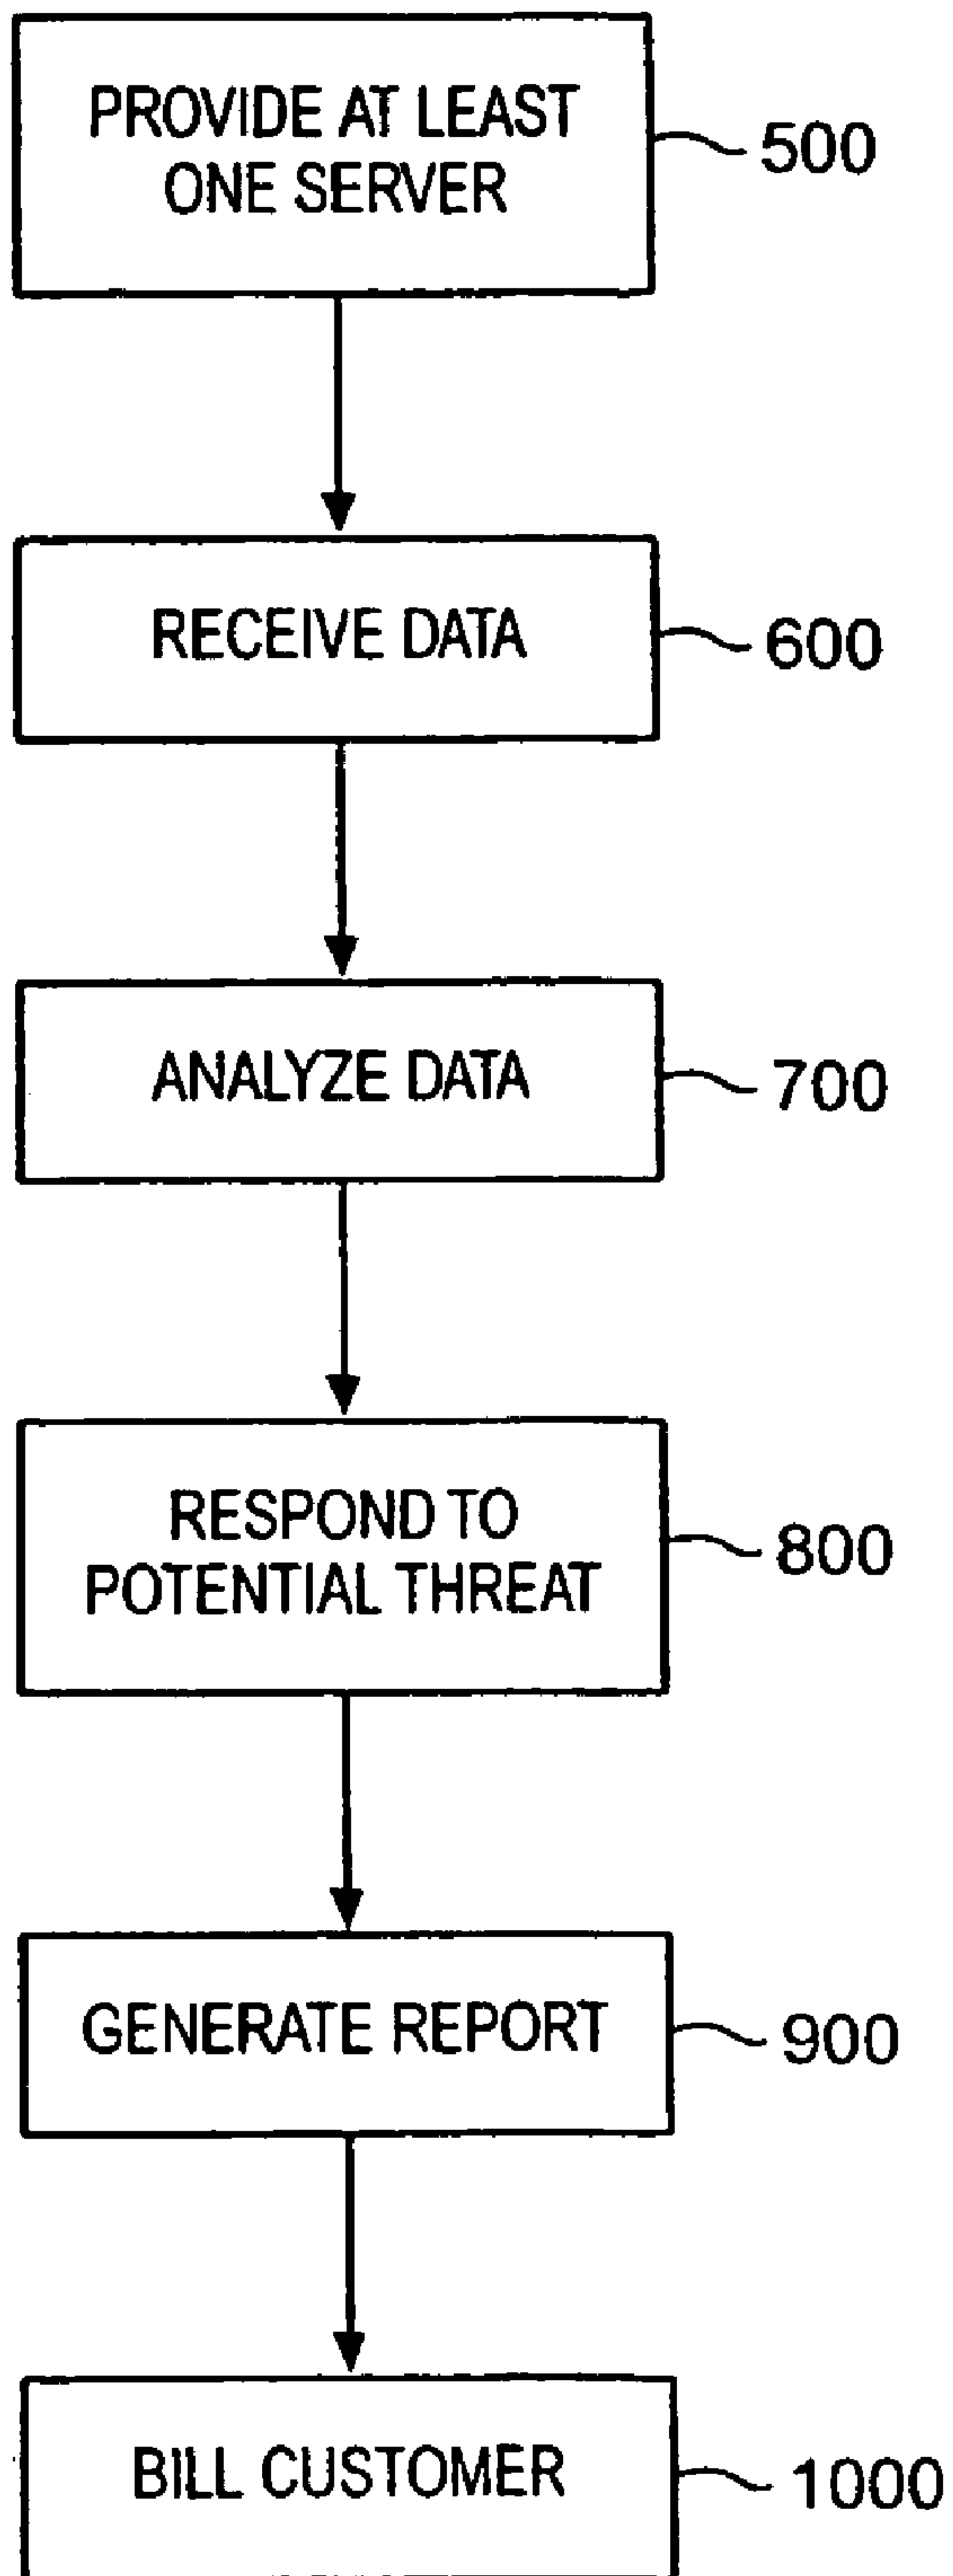 PROVIDE AT LEAST
ONE SERVER
500
RECEIVE DATA
600
ANALYZE DATA
700
RESPOND TO
POTENTIAL THREAT
800
GENERATE REPORT
900
BILL CUSTOMER
1000